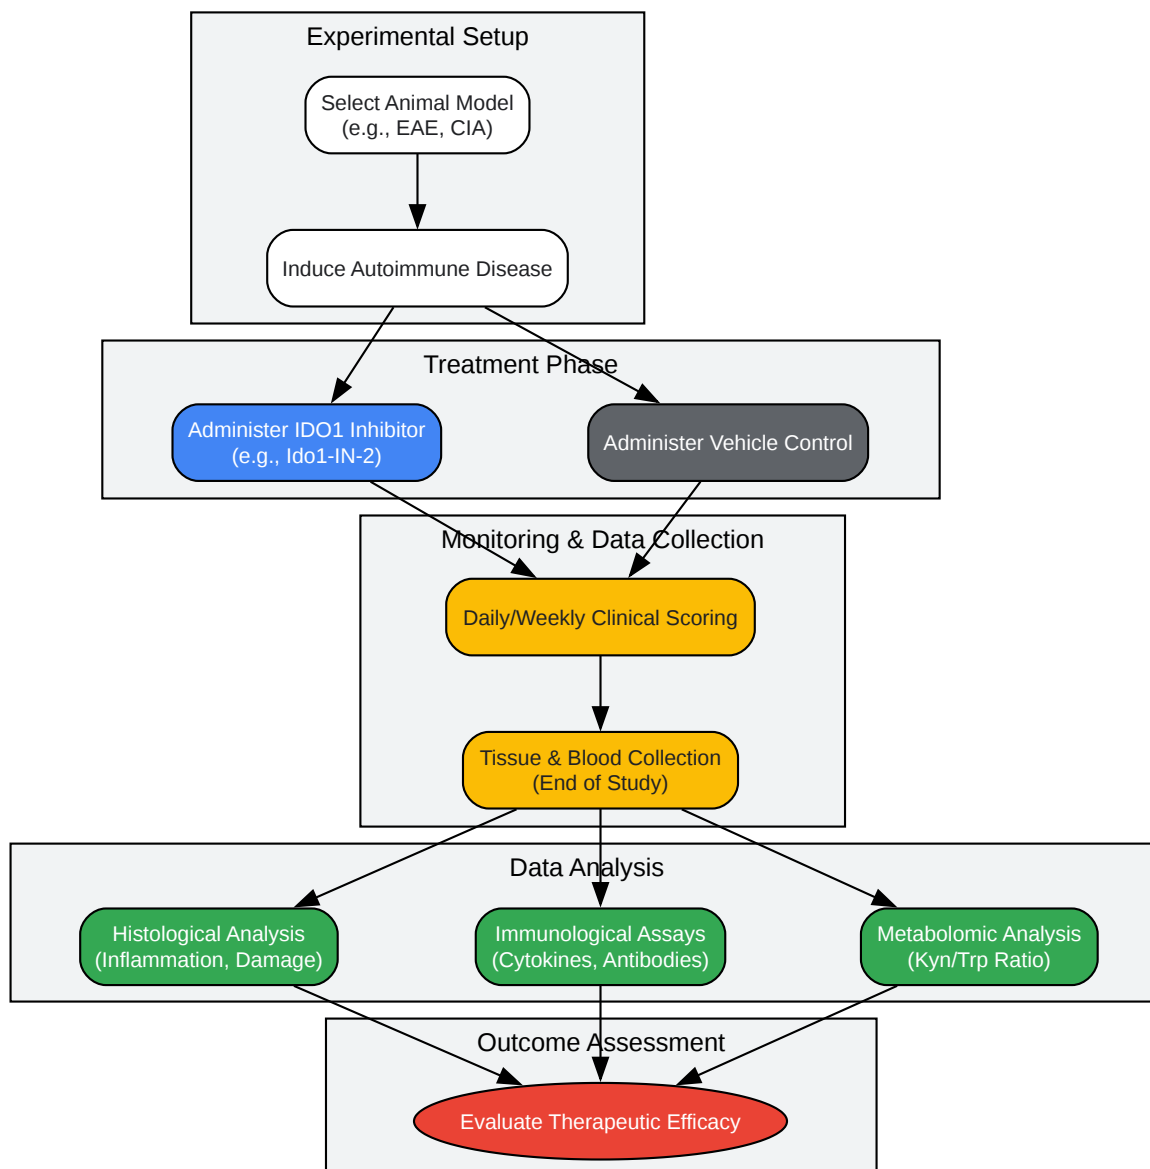 Experimental Setup
Select Animal Model
(e.g., EAE, CIA)
Induce Autoimmune Disease
Treatment Phase
Administer IDO1 Inhibitor
(e.g., Ido1-IN-2)
Administer Vehicle Control
Monitoring & Data Collection
Daily/Weekly Clinical Scoring
Tissue & Blood Collection
(End of Study)
Data Analysis
Histological Analysis
(Inflammation, Damage)
Immunological Assays
(Cytokines, Antibodies)
Metabolomic Analysis
(Kyn/Trp Ratio)
Outcome Assessment
Evaluate Therapeutic Efficacy